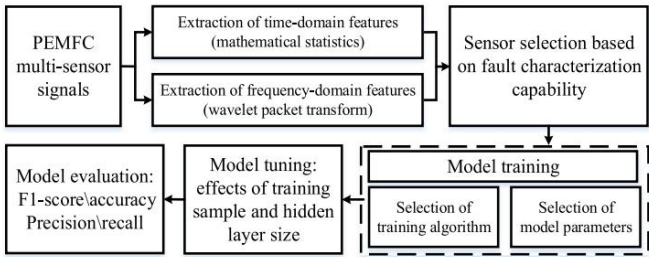 PEMFC
multi-sensor
signals
Extraction of time-domain features
(mathematical statistics)
Extraction of frequency-domain features
(wavelet packet transform)
Sensor selection based
on fault characterization
capability
Model training
Selection of
training algorithm
Selection of
model parameters
Model tuning:
effects of training
sample and hidden
layer size
Model evaluation:
F1-score\accuracy
Precision\recall